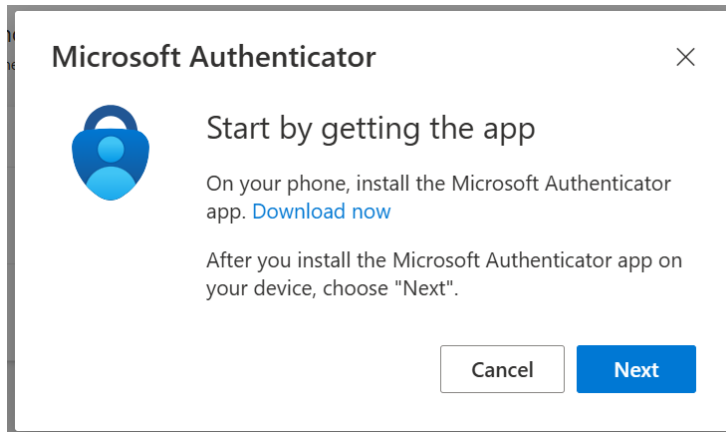 Microsoft Authenticator
Start by getting the app
On your phone, install the Microsoft Authenticator
app. Download now
After you install the Microsoft Authenticator app on
your device, choose "Next".
Cancel
Next